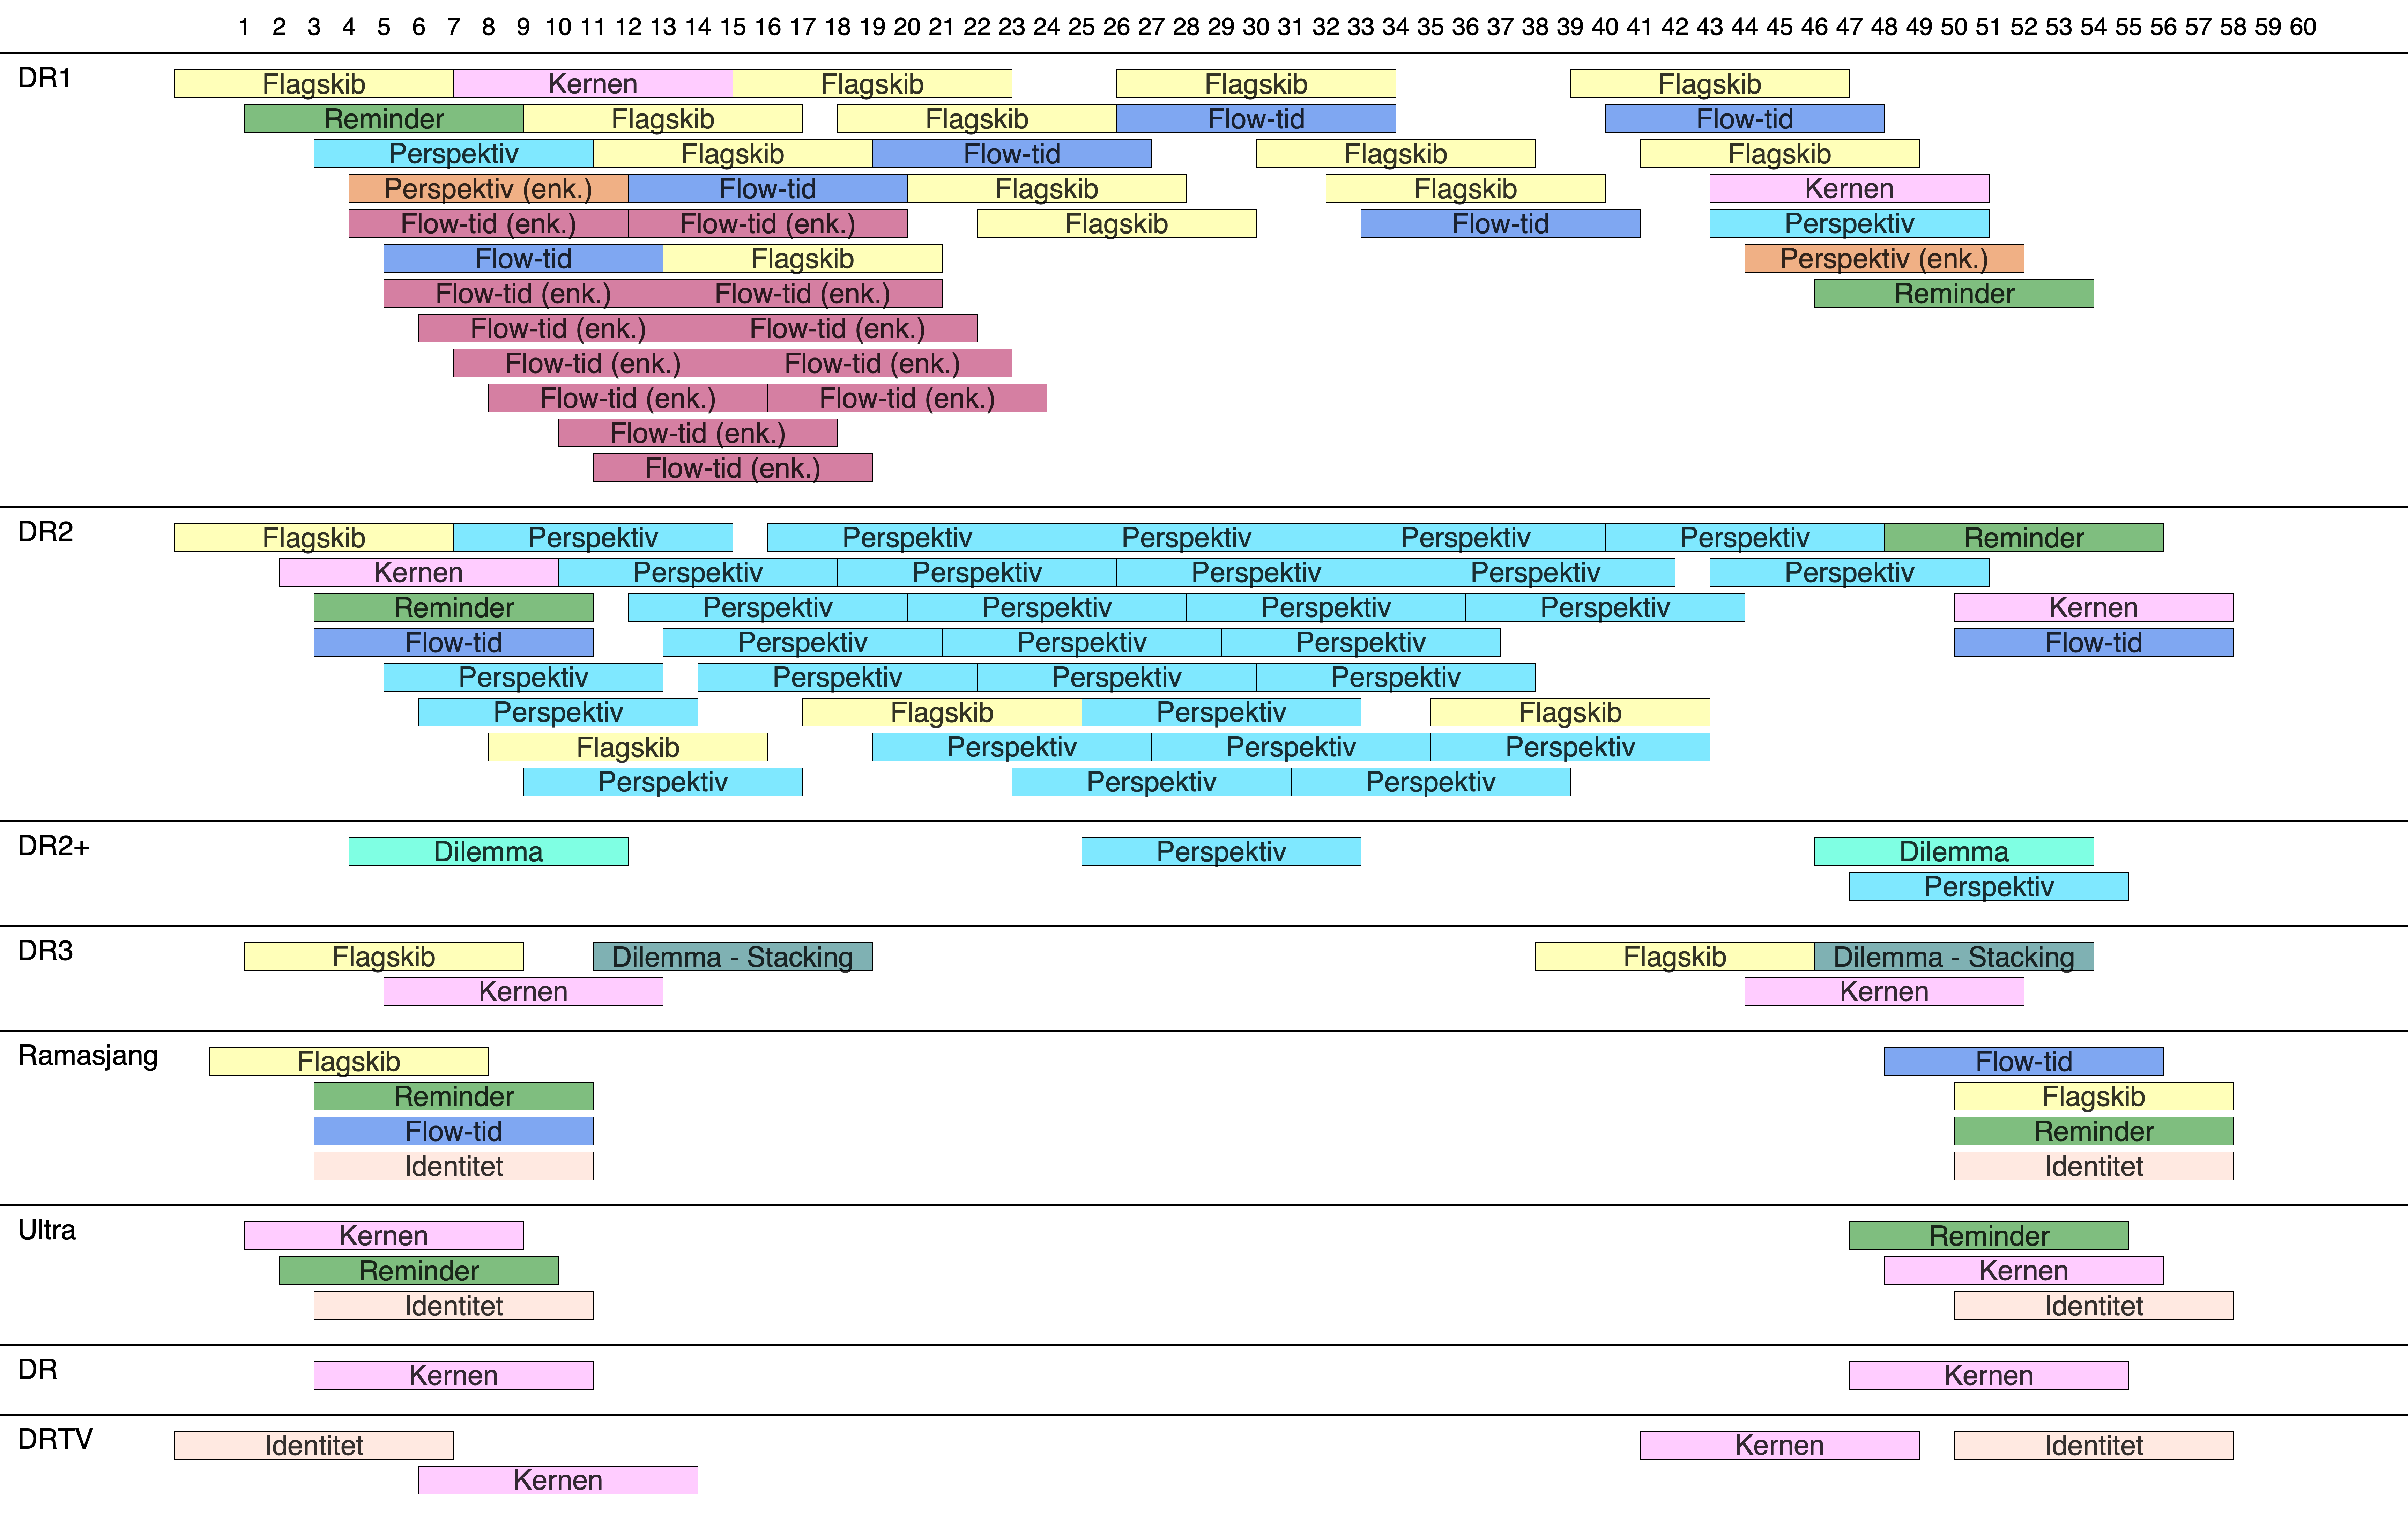 1 2 3 4 5 6 7 8 9 10 11 12 13 14 15 16 17 18 19 20 21 22 23 24 25 26 27 28 29 30 31 32 33 34 35 36 37 38 39 40 41 42 43 44 45 46 47 48 49 50 51 52 53 54 55 56 57 58 59 60
DR1
Flagskib Kernen Flagskib Flagskib Flagskib
Reminder Flagskib Flagskib Flow-tid Flow-tid
Perspektiv Flagskib Flow-tid Flagskib Flagskib
Perspektiv (enk.) Flow-tid Flagskib Flagskib Kernen
Flow-tid (enk.) Flow-tid (enk.) Flagskib Flow-tid Perspektiv
Flow-tid Flagskib Perspektiv (enk.)
Flow-tid (enk.) Flow-tid (enk.) Reminder
Flow-tid (enk.) Flow-tid (enk.)
Flow-tid (enk.) Flow-tid (enk.)
Flow-tid (enk.) Flow-tid (enk.)
Flow-tid (enk.)
Flow-tid (enk.)
DR2
Flagskib Perspektiv Perspektiv Perspektiv Perspektiv Perspektiv Reminder
Kernen Perspektiv Perspektiv Perspektiv Perspektiv Perspektiv
Reminder Perspektiv Perspektiv Perspektiv Perspektiv Kernen
Flow-tid Perspektiv Perspektiv Perspektiv Flow-tid
Perspektiv Perspektiv Perspektiv Perspektiv
Perspektiv Flagskib Perspektiv Flagskib
Flagskib Perspektiv Perspektiv Perspektiv
Perspektiv Perspektiv Perspektiv
DR2+
Dilemma Perspektiv Dilemma
Perspektiv
DR3
Flagskib Dilemma - Stacking Flagskib Dilemma - Stacking
Kernen Kernen
Ramasjang
Flagskib Flow-tid
Reminder Flagskib
Flow-tid Reminder
Identitet Identitet
Ultra
Kernen Reminder
Reminder Kernen
Identitet Identitet
DR
Kernen Kernen
DRTV
Identitet Kernen Identitet
Kernen